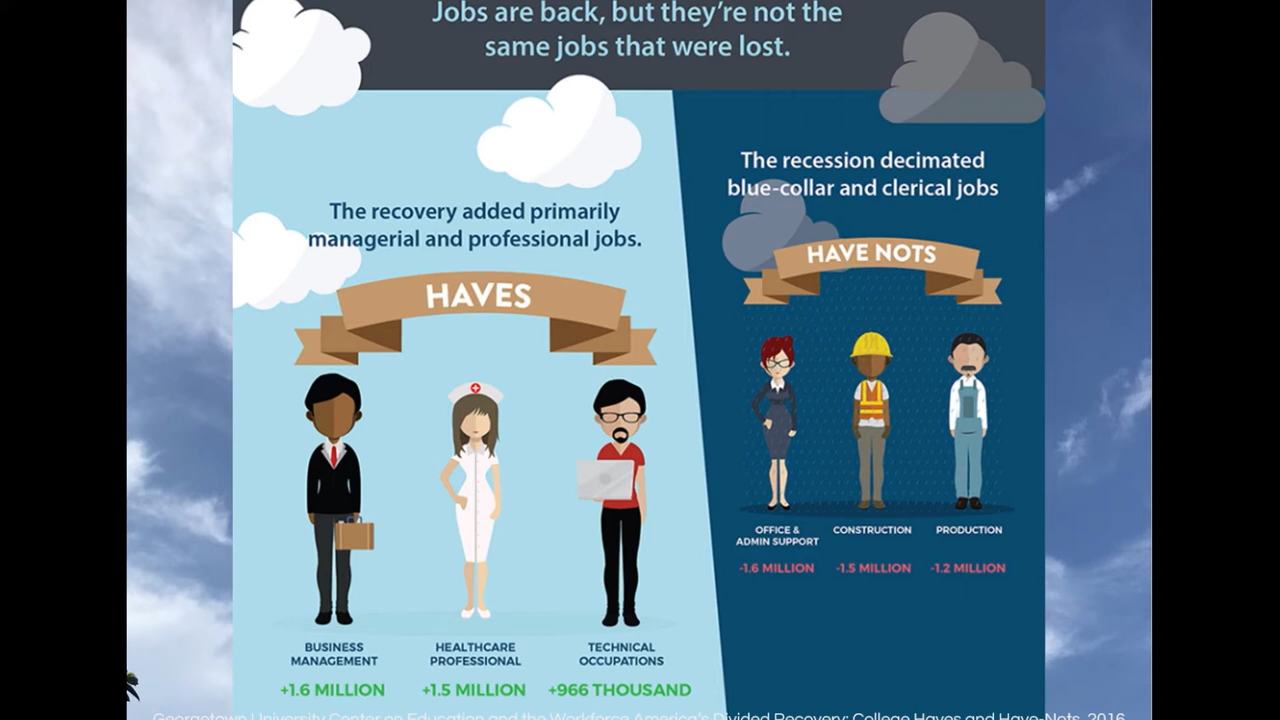 Jobs are back, but they're not the
same jobs that were lost.
The recovery added primarily
managerial and professional jobs.
HAVES
BUSINESS
MANAGEMENT
+1.6 MILLION
HEALTHCARE
PROFESSIONAL
+1.5 MILLION
TECHNICAL
OCCUPATIONS
+966 THOUSAND
The recession decimated
blue-collar and clerical jobs
HAVE NOTS
OFFICE &
ADMIN SUPPORT
-1.6 MILLION
CONSTRUCTION
-1.5 MILLION
PRODUCTION
-1.2 MILLION
Georgetown University Center on Education and the Workforce America's Divided Recovery: College Haves and Have-Nots, 2016